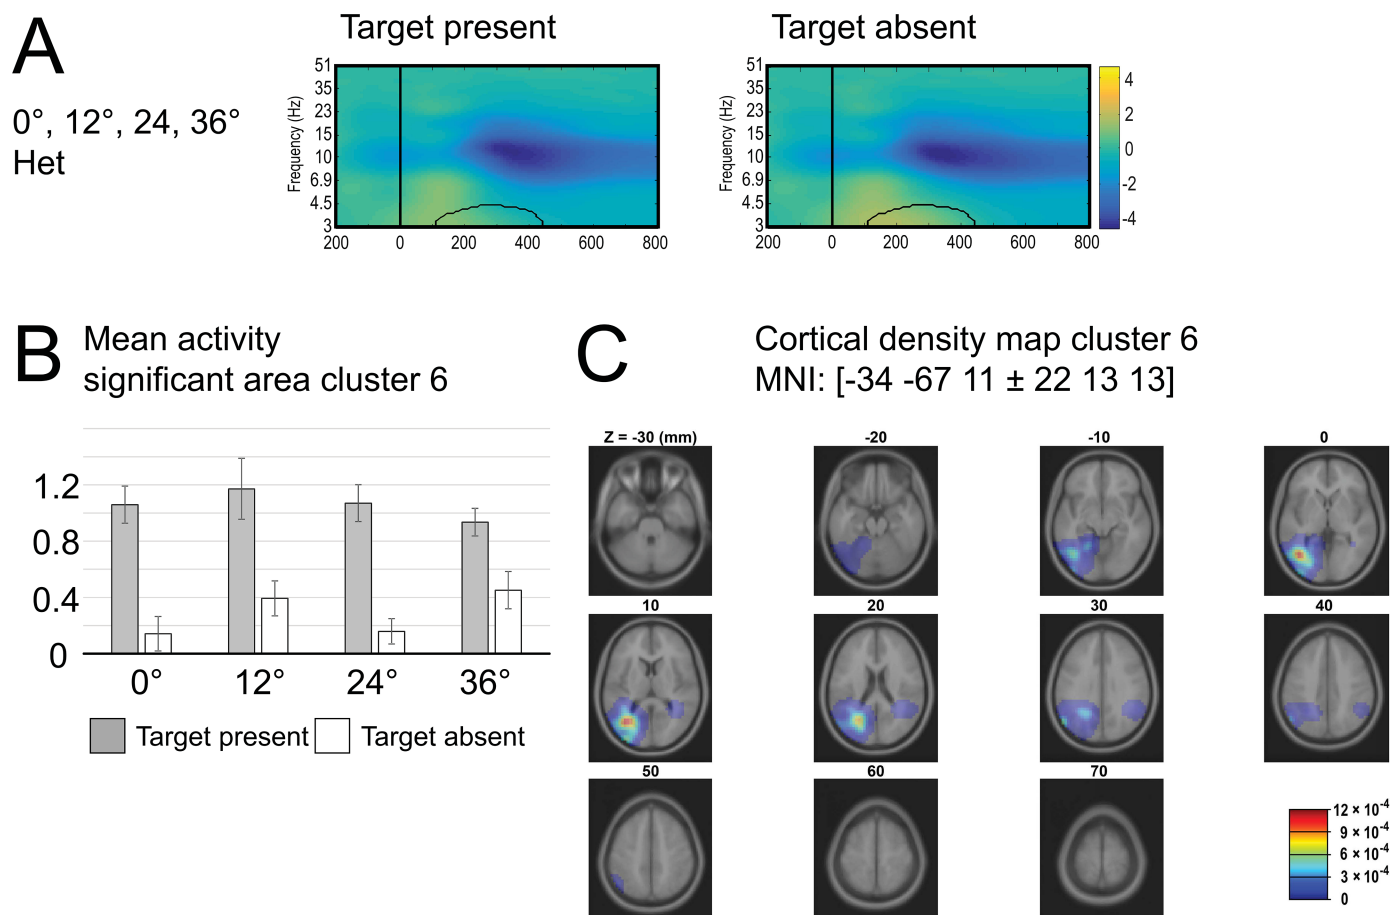 A
Target present
Target absent
0°, 12°, 24, 36°
Het
Frequency (Hz)
51
35
23
15
10
6.9
4.5
3
200 0 200 400 600 800
Frequency (Hz)
51
35
23
15
10
6.9
4.5
3
200 0 200 400 600 800
4
2
0
-2
-4
B
Mean activity
significant area cluster 6
1.2
0.8
0.4
0
0° 12° 24° 36°
Target present
Target absent
C
Cortical density map cluster 6
MNI: [-34 -67 11 ± 22 13 13]
Z = -30 (mm) -20 -10 0
10 20 30 40
50 60 70
12 × 10-4
9 × 10-4
6 × 10-4
3 × 10-4
0